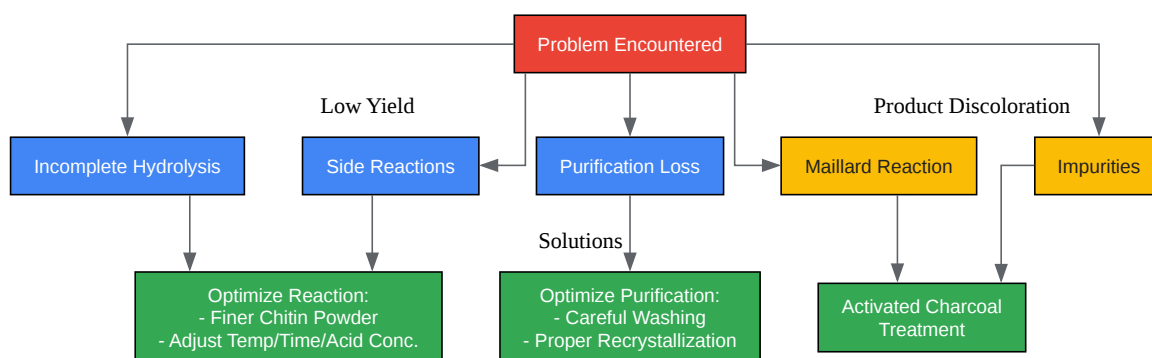 Problem Encountered
Low Yield
Product Discoloration
Incomplete Hydrolysis
Side Reactions
Purification Loss
Maillard Reaction
Impurities
Solutions
Optimize Reaction:
- Finer Chitin Powder
- Adjust Temp/Time/Acid Conc.
Optimize Purification:
- Careful Washing
- Proper Recrystallization
Activated Charcoal
Treatment